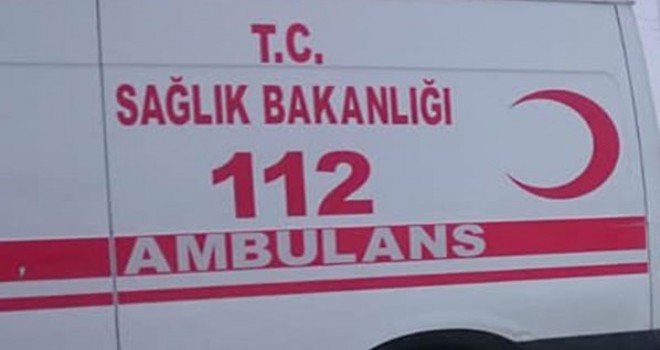 T.C.
SAĞLIK BAKANLIĞI
112
AMBULANS